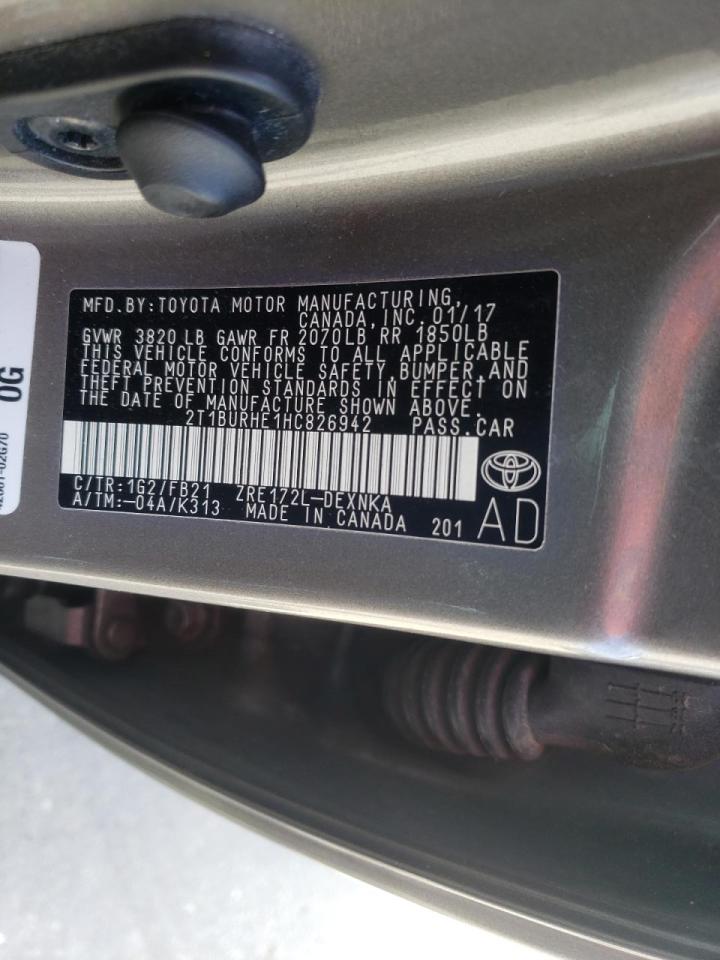 MFD. BY: TOYOTA MOTOR MANUFACTURING,
CANADA, INC. 01/17
GVWR 3820 LB GAWR FR 2070LB RR 1850LB
THIS VEHICLE CONFORMS TO ALL APPLICABLE
FEDERAL MOTOR VEHICLE SAFETY, BUMPER, AND
THEFT PREVENTION STANDARDS IN EFFECT ON
THE DATE OF MANUFACTURE SHOWN ABOVE.
2T1BURHE1HC826942 PASS. CAR
C/TR: 1G2/FB21 ZRE172L-DEXNKA
A/TM: -04A/K313 MADE IN CANADA 201 AD
0G